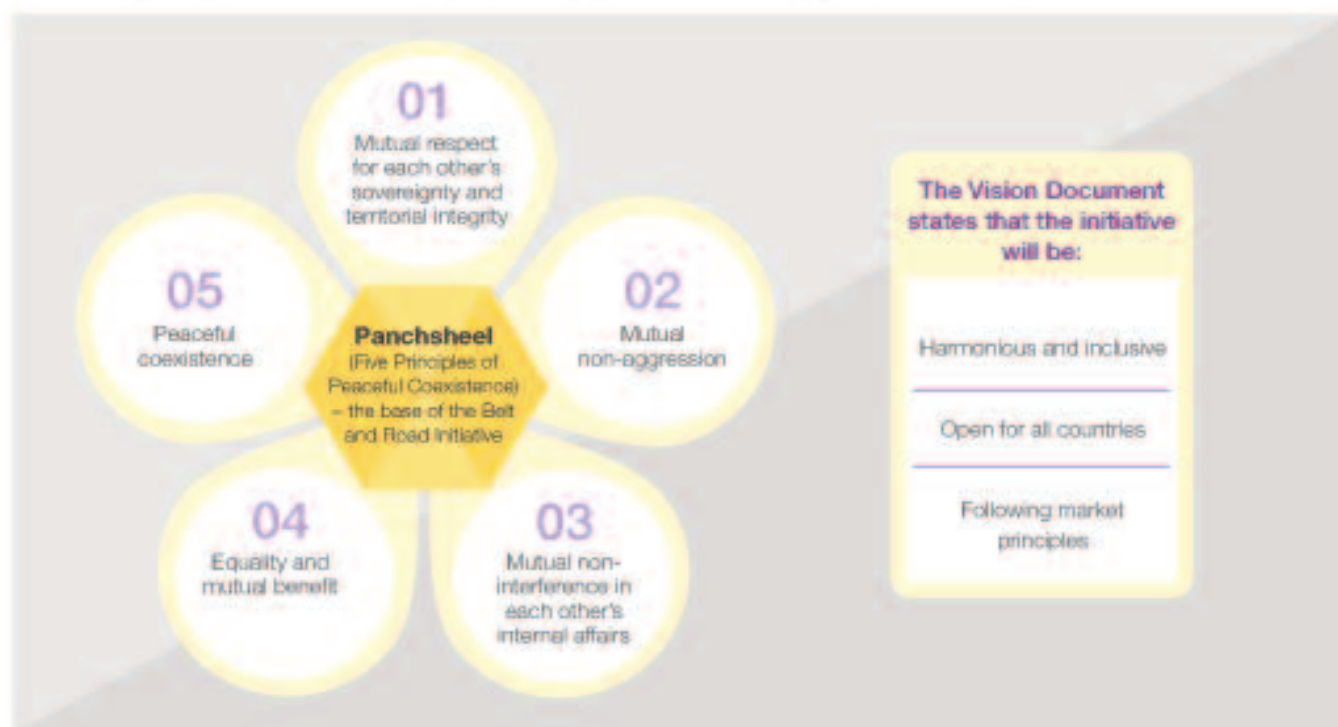 01
Mutual respect
for each other's
sovereignty and
territorial integrity
02
Mutual
non-aggression
03
Mutual non-
interference in
each other's
internal affairs
04
Equality and
mutual benefit
05
Peaceful
coexistence
Panchsheel
(Five Principles of
Peaceful Coexistence)
– the base of the Belt
and Road Initiative
The Vision Document
states that the initiative
will be:
Harmonious and inclusive
Open for all countries
Following market
principles